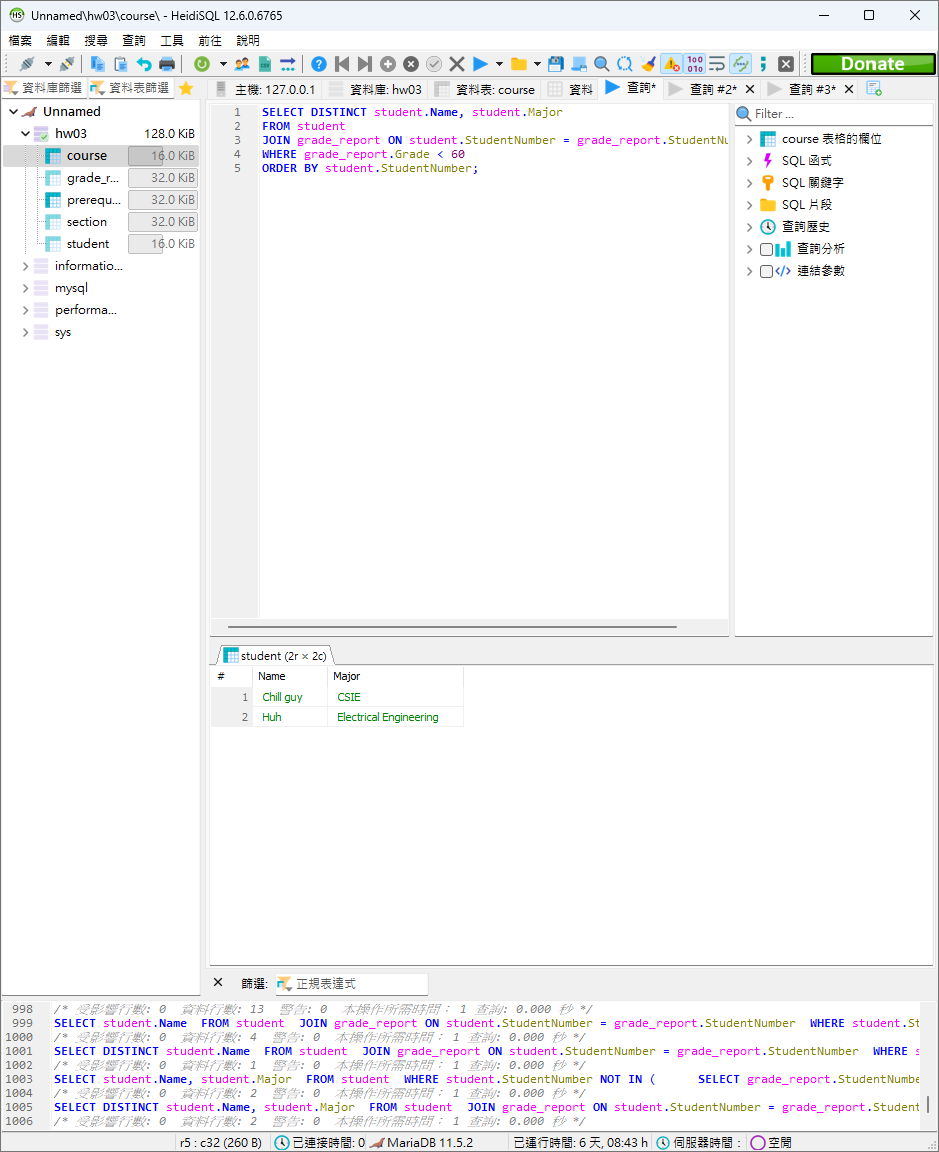 Unnamed\hw03\course\ - HeidiSQL 12.6.0.6765
檔案 編輯 搜尋 查詢 工具 前往 說明
Donate
資料庫篩選 資料表篩選 主機: 127.0.0.1 資料庫: hw03 資料表: course 資料 查詢* 查詢 #2* 查詢 #3*
Unnamed
hw03 128.0 KiB
course 16.0 KiB
grade_r... 32.0 KiB
prerequ... 32.0 KiB
section 32.0 KiB
student 16.0 KiB
informatio...
mysql
performa...
sys
1 SELECT DISTINCT student.Name, student.Major
2 FROM student
3 JOIN grade_report ON student.StudentNumber = grade_report.StudentNu
4 WHERE grade_report.Grade < 60
5 ORDER BY student.StudentNumber;
Filter ...
course 表格的欄位
SQL 函式
SQL 關鍵字
SQL 片段
查詢歷史
查詢分析
連結參數
student (2r × 2c)
# Name Major
1 Chill guy CSIE
2 Huh Electrical Engineering
篩選: 正規表達式
998 /* 受影響行數: 0 資料行數: 13 警告: 0 本操作所需時間： 1 查詢: 0.000 秒 */
999 SELECT student.Name FROM student JOIN grade_report ON student.StudentNumber = grade_report.StudentNumber WHERE student.St
1000 /* 受影響行數: 0 資料行數: 4 警告: 0 本操作所需時間： 1 查詢: 0.000 秒 */
1001 SELECT DISTINCT student.Name FROM student JOIN grade_report ON student.StudentNumber = grade_report.StudentNumber WHERE s
1002 /* 受影響行數: 0 資料行數: 1 警告: 0 本操作所需時間： 1 查詢: 0.000 秒 */
1003 SELECT student.Name, student.Major FROM student WHERE student.StudentNumber NOT IN ( SELECT grade_report.StudentNumbe
1004 /* 受影響行數: 0 資料行數: 2 警告: 0 本操作所需時間： 1 查詢: 0.000 秒 */
1005 SELECT DISTINCT student.Name, student.Major FROM student JOIN grade_report ON student.StudentNumber = grade_report.Student
1006 /* 受影響行數: 0 資料行數: 2 警告: 0 本操作所需時間： 1 查詢: 0.000 秒 */
r5 : c32 (260 B) 已連接時間: 0 MariaDB 11.5.2 已運行時間: 6 天, 08:43 h 伺服器時間： 空閒